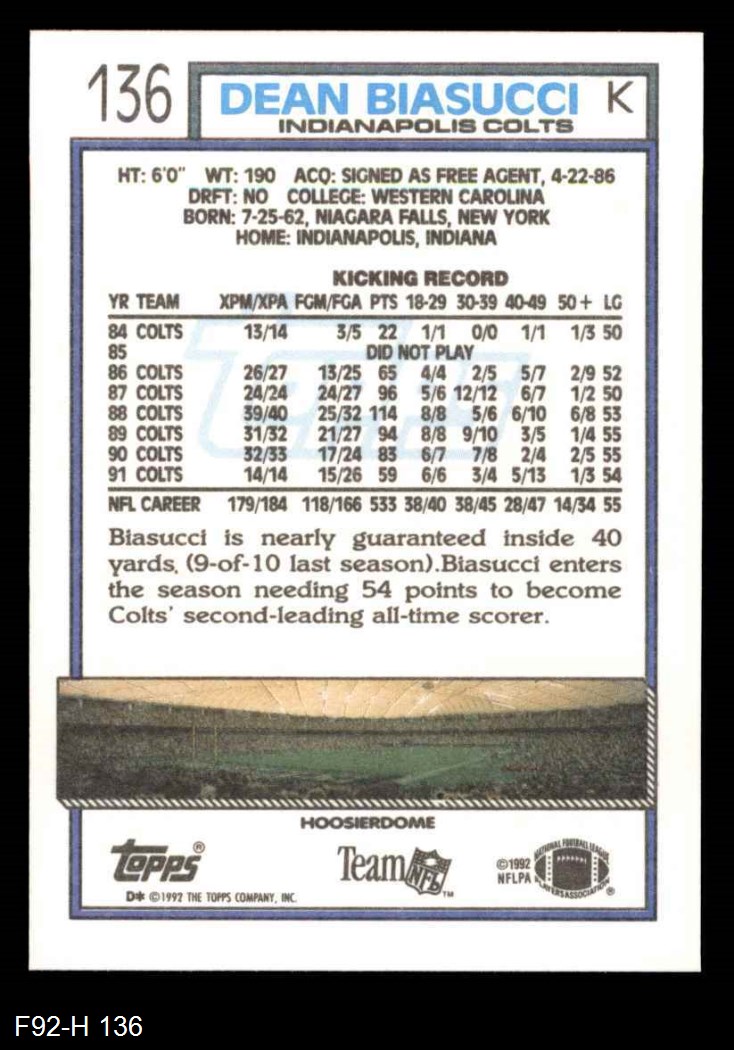 136 DEAN BIASUCCI K
INDIANAPOLIS COLTS
HT: 6'0" WT: 190 ACQ: SIGNED AS FREE AGENT, 4-22-86
DRFT: NO COLLEGE: WESTERN CAROLINA
BORN: 7-25-62, NIAGARA FALLS, NEW YORK
HOME: INDIANAPOLIS, INDIANA
KICKING RECORD
YR TEAM XPM/XPA FGM/FGA PTS 18-29 30-39 40-49 50+ LG
84 COLTS 13/14 3/5 22 1/1 0/0 1/1 1/3 50
85 DID NOT PLAY
86 COLTS 26/27 13/25 65 4/4 2/5 5/7 2/9 52
87 COLTS 24/24 24/27 96 5/6 12/12 6/7 1/2 50
88 COLTS 39/40 25/32 114 8/8 5/6 6/10 6/8 53
89 COLTS 31/32 21/27 94 8/8 9/10 3/5 1/4 55
90 COLTS 32/33 17/24 83 6/7 7/8 2/4 2/5 55
91 COLTS 14/14 15/26 59 6/6 3/4 5/13 1/3 54
NFL CAREER 179/184 118/166 533 38/40 38/45 28/47 14/34 55
Biasucci is nearly guaranteed inside 40
yards, (9-of-10 last season).Biasucci enters
the season needing 54 points to become
Colts' second-leading all-time scorer.
HOOSIERDOME
Topps® Team NFL™ ©1992 NFLPA NATIONAL FOOTBALL LEAGUE PLAYERS ASSOCIATION®
D* ©1992 THE TOPPS COMPANY, INC.
F92-H 136